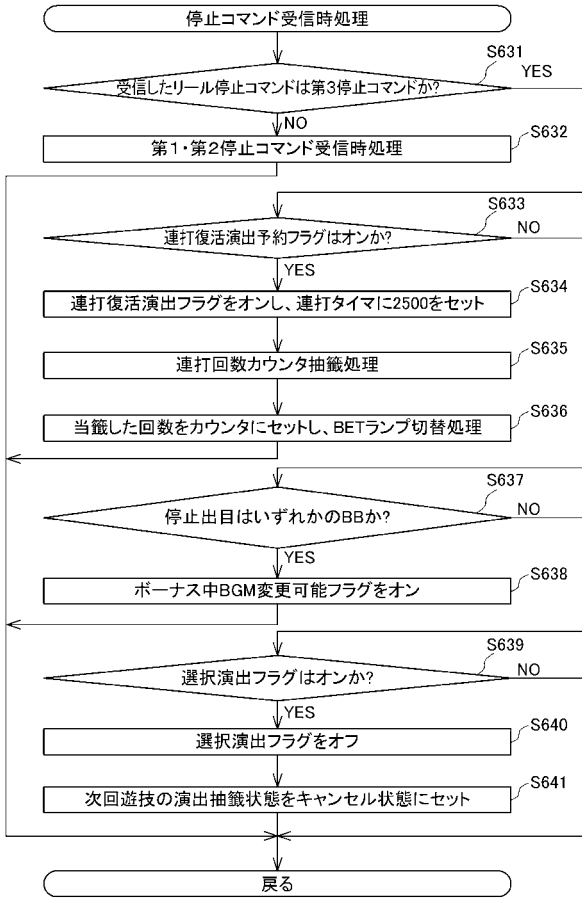 停止コマンド受信時処理
S631
受信したリール停止コマンドは第3停止コマンドか?
YES
NO
S632
第1・第2停止コマンド受信時処理
S633
連打復活演出予約フラグはオンか?
NO
YES
S634
連打復活演出フラグをオンし、連打タイマに2500をセット
S635
連打回数カウンタ抽籤処理
S636
当籤した回数をカウンタにセットし、BETランプ切替処理
S637
停止出目はいずれかのBBか?
NO
YES
S638
ボーナス中BGM変更可能フラグをオン
S639
選択演出フラグはオンか?
NO
YES
S640
選択演出フラグをオフ
S641
次回遊技の演出抽籤状態をキャンセル状態にセット
戻る